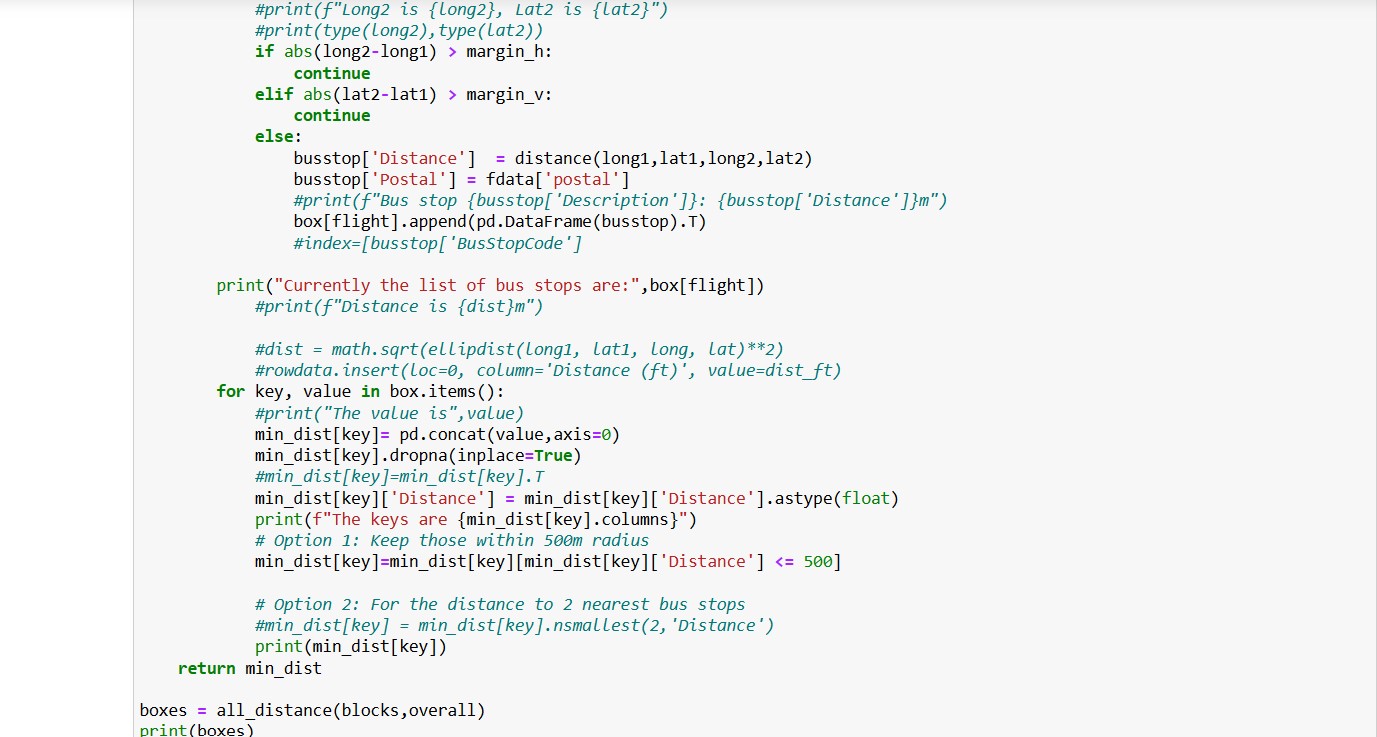 #print(f"Long2 is {long2}, Lat2 is {lat2}")
#print(type(long2),type(lat2))
if abs(long2-long1) > margin_h:
continue
elif abs(lat2-lat1) > margin_v:
continue
else:
busstop['Distance']  = distance(long1,lat1,long2,lat2)
busstop['Postal'] = fdata['postal']
#print(f"Bus stop {busstop['Description']}: {busstop['Distance']}m")
box[flight].append(pd.DataFrame(busstop).T)
#index=[busstop['BusStopCode']
print("Currently the list of bus stops are:",box[flight])
#print(f"Distance is {dist}m")
#dist = math.sqrt(ellipdist(long1, lat1, long, lat)**2)
#rowdata.insert(loc=0, column='Distance (ft)', value=dist_ft)
for key, value in box.items():
#print("The value is",value)
min_dist[key]= pd.concat(value,axis=0)
min_dist[key].dropna(inplace=True)
#min_dist[key]=min_dist[key].T
min_dist[key]['Distance'] = min_dist[key]['Distance'].astype(float)
print(f"The keys are {min_dist[key].columns}")
# Option 1: Keep those within 500m radius
min_dist[key]=min_dist[key][min_dist[key]['Distance'] <= 500]
# Option 2: For the distance to 2 nearest bus stops
#min_dist[key] = min_dist[key].nsmallest(2,'Distance')
print(min_dist[key])
return min_dist
boxes = all_distance(blocks,overall)
print(boxes)